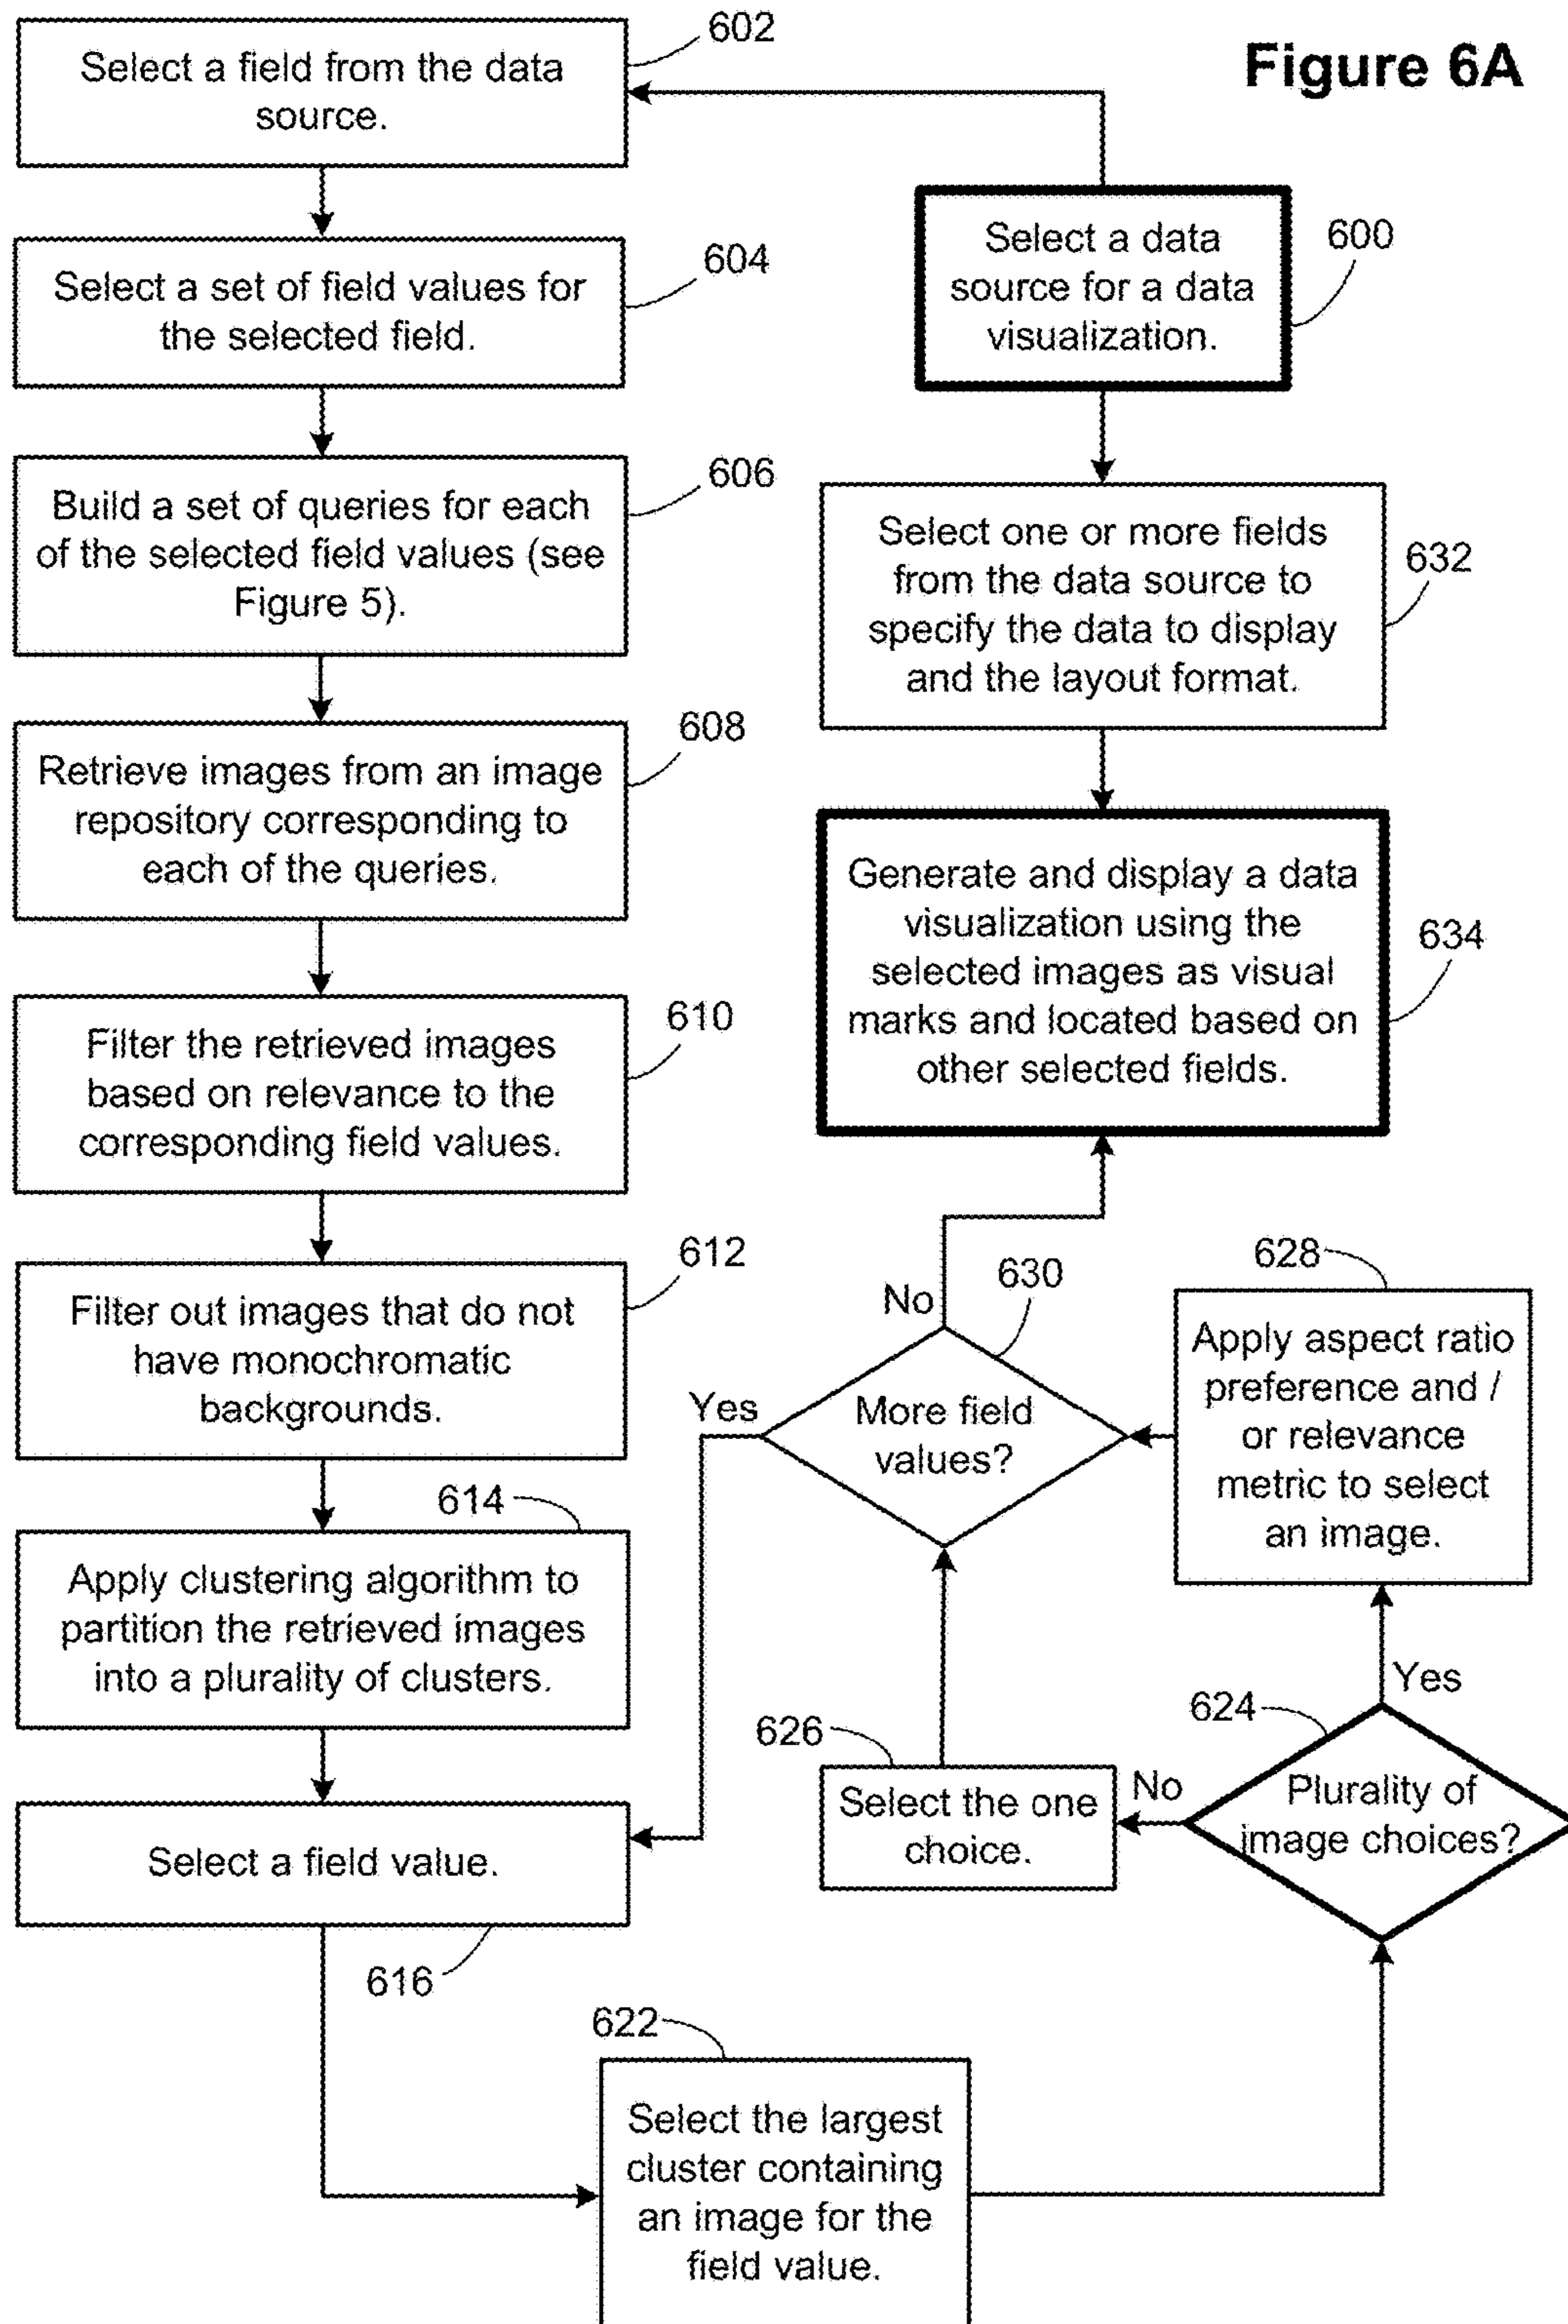 Figure 6A
602
Select a field from the data
source.
600
Select a data
source for a data
visualization.
604
Select a set of field values for
the selected field.
606
Build a set of queries for each
of the selected field values (see
Figure 5).
632
Select one or more fields
from the data source to
specify the data to display
and the layout format.
608
Retrieve images from an image
repository corresponding to
each of the queries.
634
Generate and display a data
visualization using the
selected images as visual
marks and located based on
other selected fields.
610
Filter the retrieved images
based on relevance to the
corresponding field values.
612
Filter out images that do not
have monochromatic
backgrounds.
614
Apply clustering algorithm to
partition the retrieved images
into a plurality of clusters.
Select a field value.
616
622
Select the largest
cluster containing
an image for the
field value.
624
Plurality of
image choices?
No
Yes
626
Select the one
choice.
628
Apply aspect ratio
preference and /
or relevance
metric to select
an image.
630
More field
values?
No
Yes